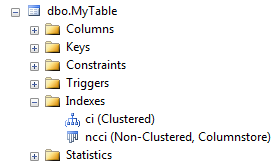 dbo.MyTable
Columns
Keys
Constraints
Triggers
Indexes
ci (Clustered)
ncci (Non-Clustered, Columnstore)
Statistics